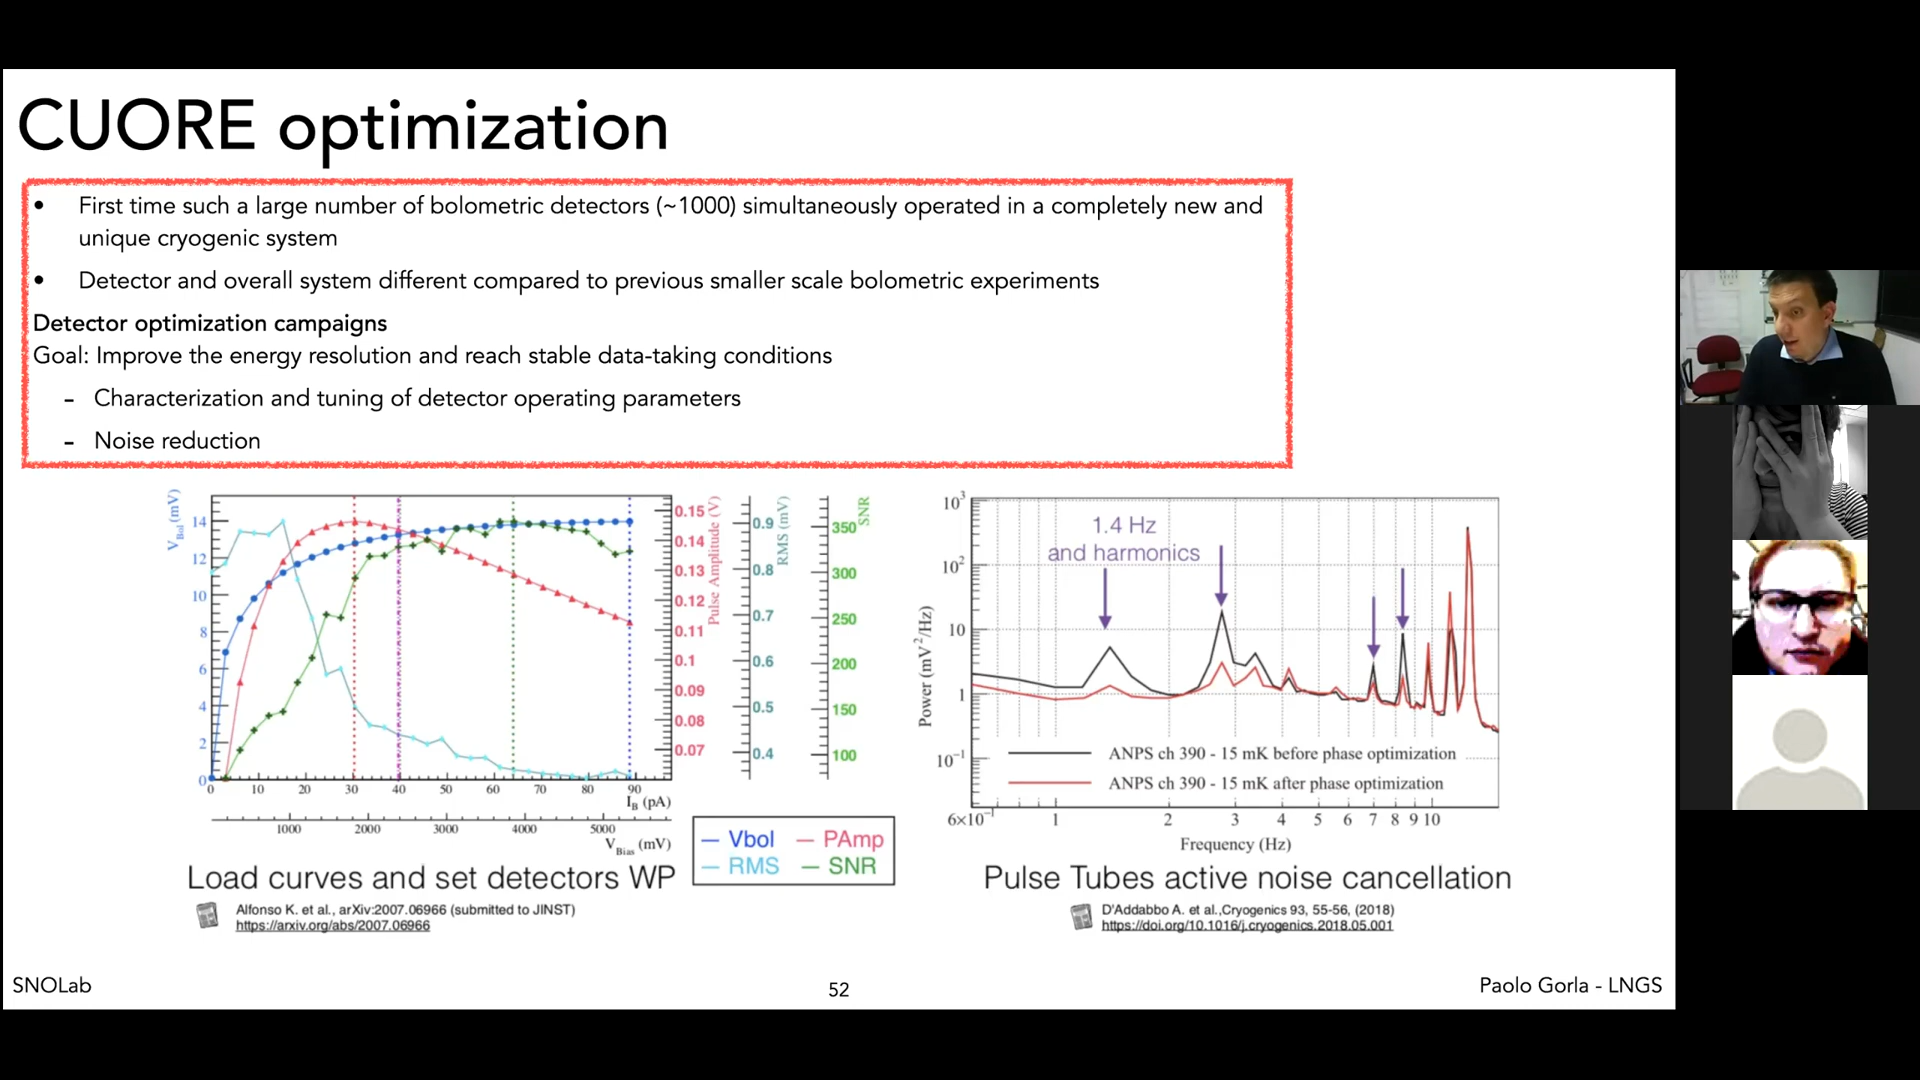 CUORE optimization
• First time such a large number of bolometric detectors (~1000) simultaneously operated in a completely new and
unique cryogenic system
• Detector and overall system different compared to previous smaller scale bolometric experiments
Detector optimization campaigns
Goal: Improve the energy resolution and reach stable data-taking conditions
- Characterization and tuning of detector operating parameters
- Noise reduction
V_Bol (mV)
14
12
10
8
6
4
2
0
0 10 20 30 40 50 60 70 80 90
I_B (pA)
1000 2000 3000 4000 5000
V_Bias (mV)
0.15
0.14
0.13
0.12
0.11
0.1
0.09
0.08
0.07
Pulse Amplitude (V)
0.9
0.8
0.7
0.6
0.5
0.4
RMS (mV)
350
300
250
200
150
100
SNR
— Vbol — PAmp
— RMS — SNR
Load curves and set detectors WP
Alfonso K. et al., arXiv:2007.06966 (submitted to JINST)
https://arxiv.org/abs/2007.06966
Power (mV²/Hz)
10³
10²
10
1
10⁻¹
1.4 Hz
and harmonics
ANPS ch 390 - 15 mK before phase optimization
ANPS ch 390 - 15 mK after phase optimization
6×10⁻¹ 1 2 3 4 5 6 7 8 9 10
Frequency (Hz)
Pulse Tubes active noise cancellation
D'Addabbo A. et al.,Cryogenics 93, 55-56, (2018)
https://doi.org/10.1016/j.cryogenics.2018.05.001
SNOLab
52
Paolo Gorla - LNGS